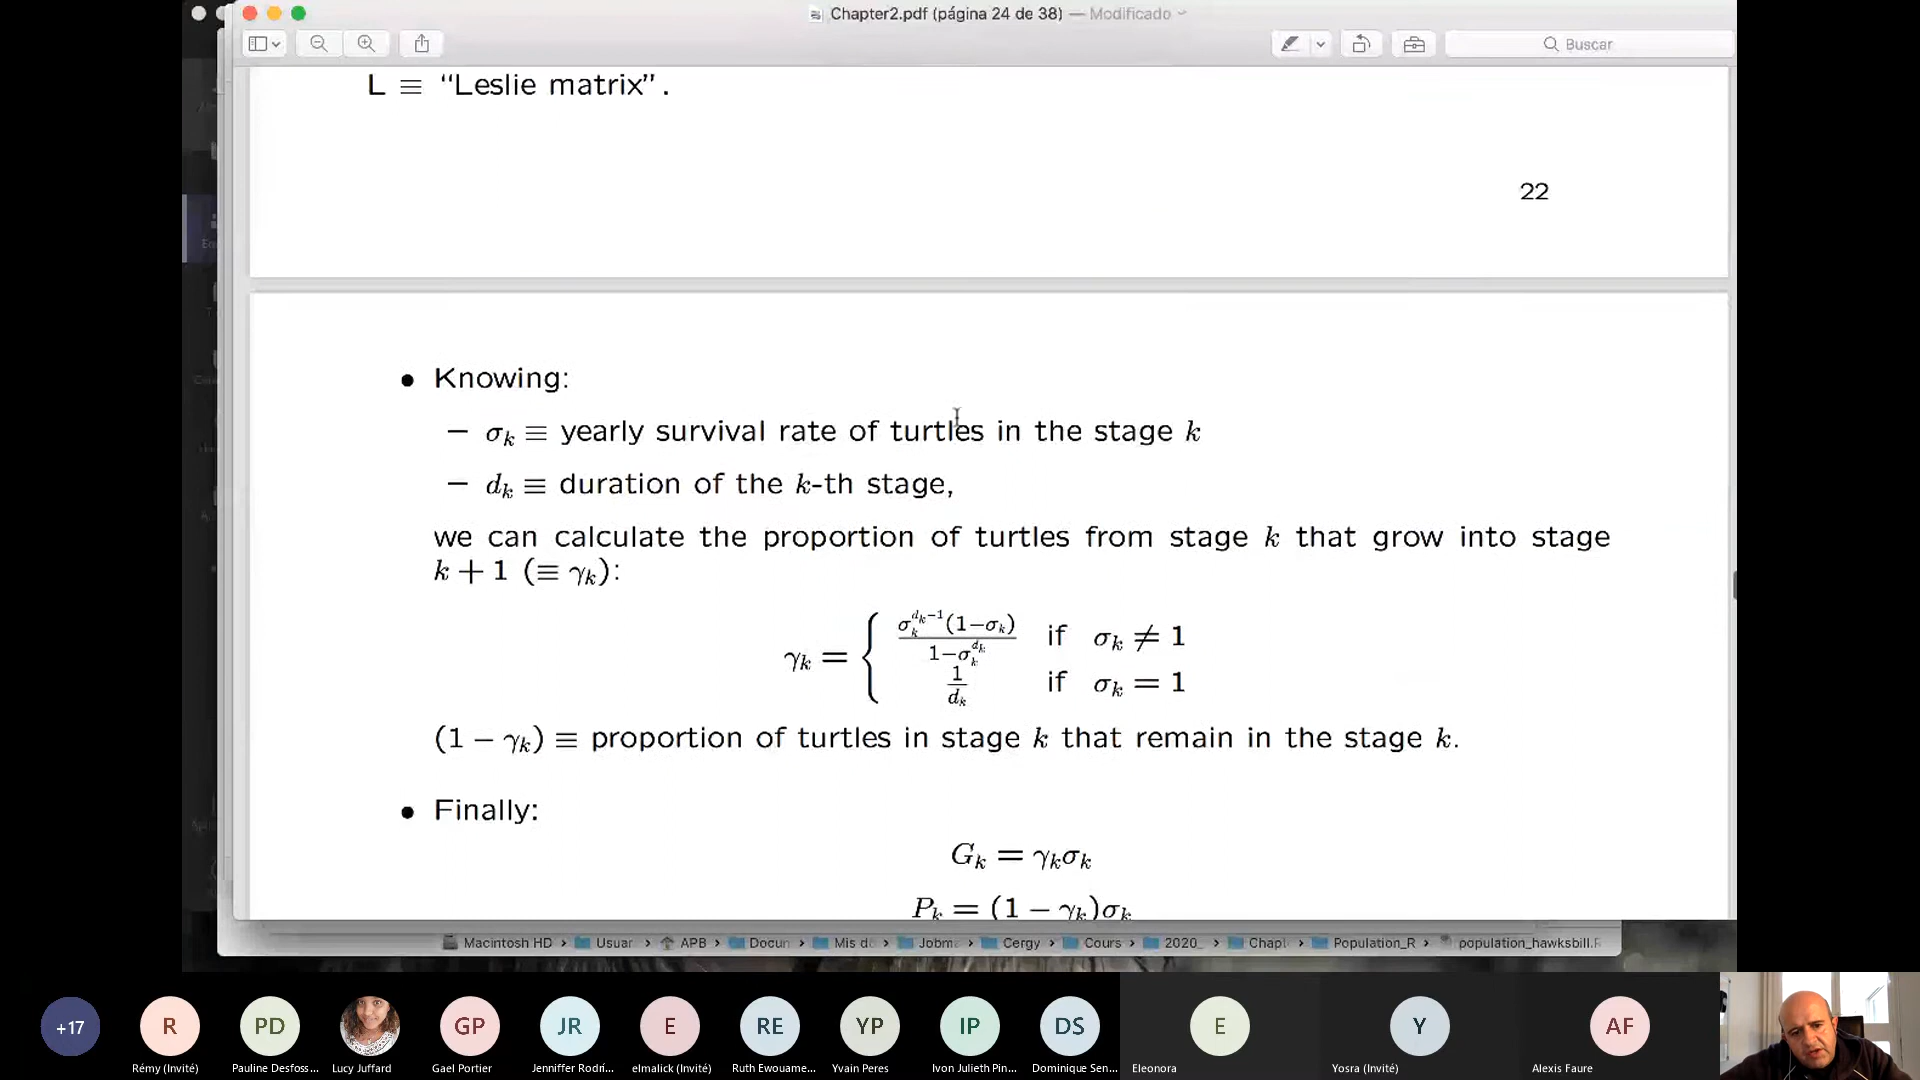 Chapter2.pdf (página 24 de 38) — Modificado
Buscar
L ≡ “Leslie matrix”.
22
• Knowing:
– σ_k ≡ yearly survival rate of turtles in the stage k
– d_k ≡ duration of the k-th stage,
we can calculate the proportion of turtles from stage k that grow into stage
k + 1 (≡ γ_k):
γ_k = { σ_k^{d_k−1}(1−σ_k) / (1−σ_k^{d_k}) if σ_k ≠ 1
1/d_k if σ_k = 1
(1 − γ_k) ≡ proportion of turtles in stage k that remain in the stage k.
• Finally:
G_k = γ_kσ_k
P_k = (1 − γ_k)σ_k
Macintosh HD › Usuar › APB › Docun › Mis do › Jobma › Cergy › Cours › 2020_ › Chapt › Population_R › population_hawksbill.R
+17 R PD GP JR E RE YP IP DS E Y AF
Rémy (Invité) Pauline Desfoss... Lucy Juffard Gael Portier Jenniffer Rodrí... elmalick (Invité) Ruth Ewouame... Yvain Peres Ivon Julieth Pin... Dominique Sen... Eleonora Yosra (Invité) Alexis Faure